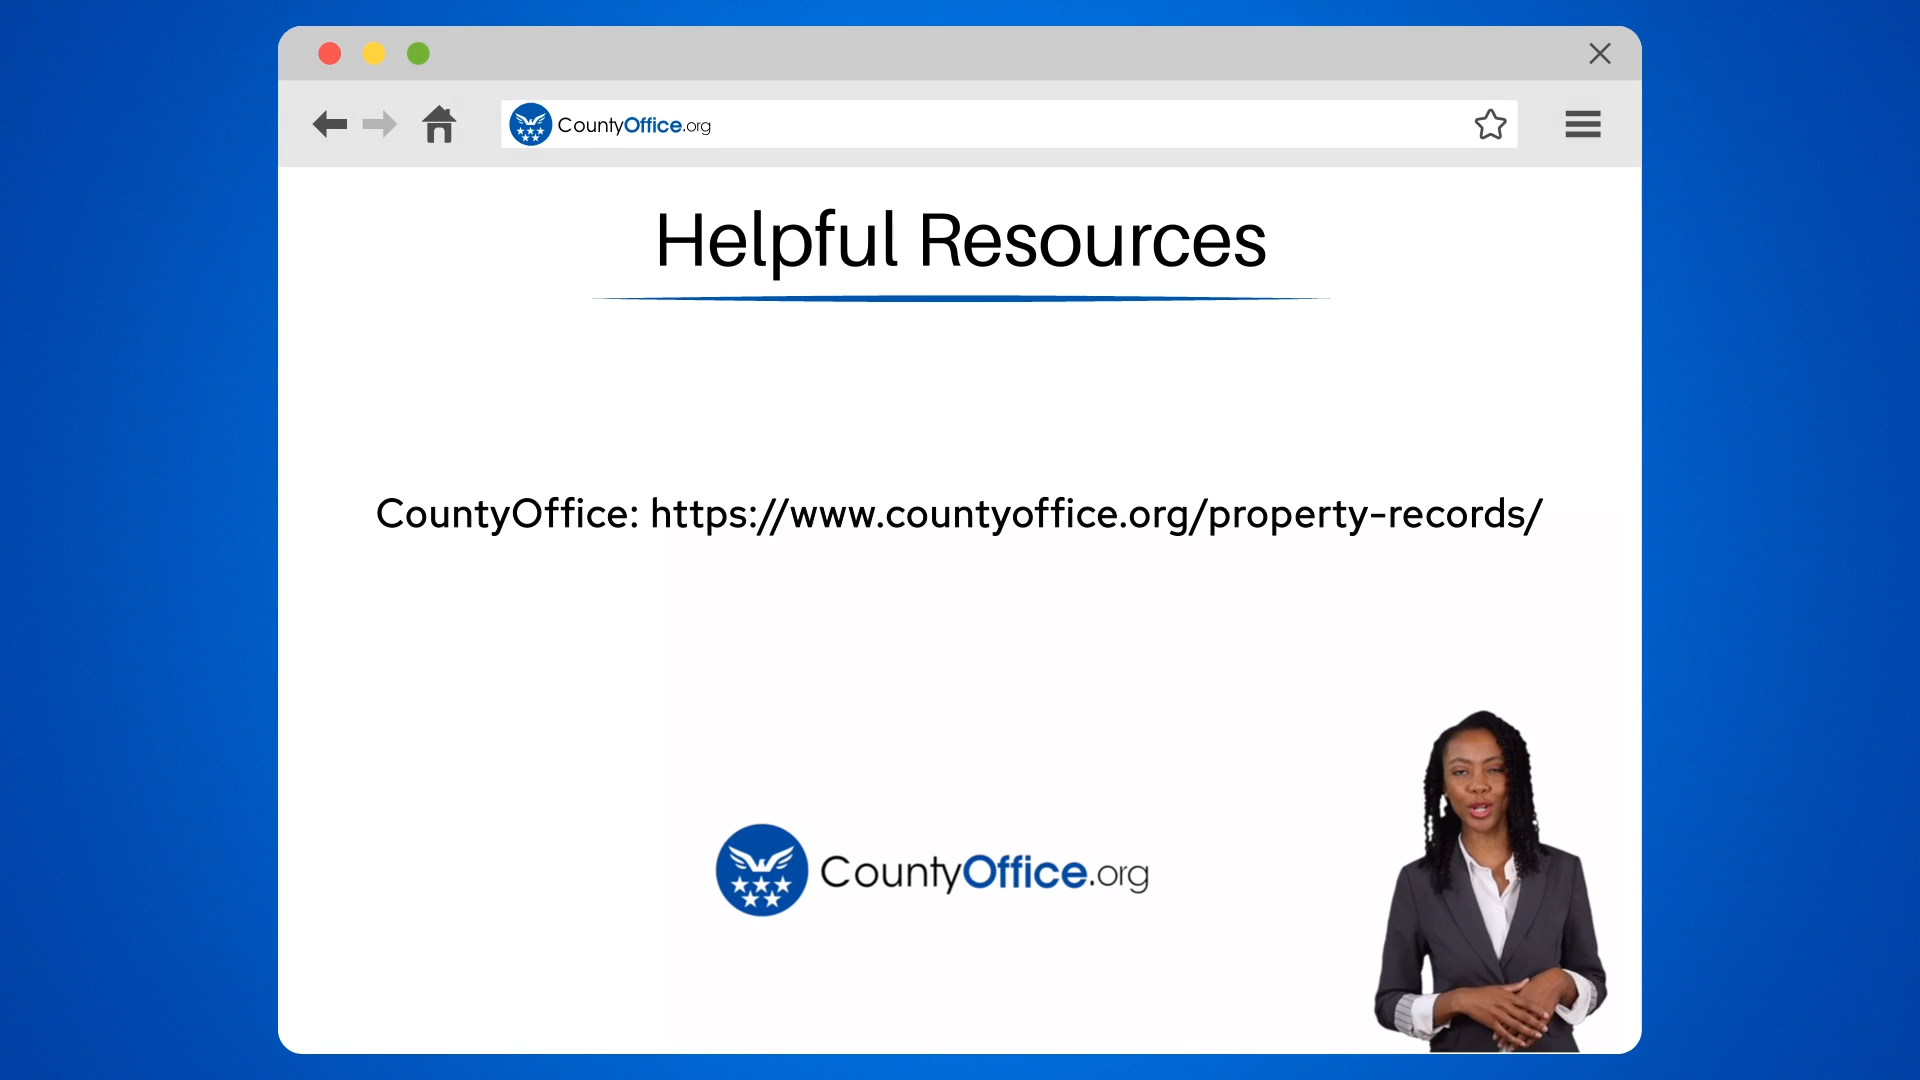 CountyOffice.org
Helpful Resources
CountyOffice: https://www.countyoffice.org/property-records/
CountyOffice.org